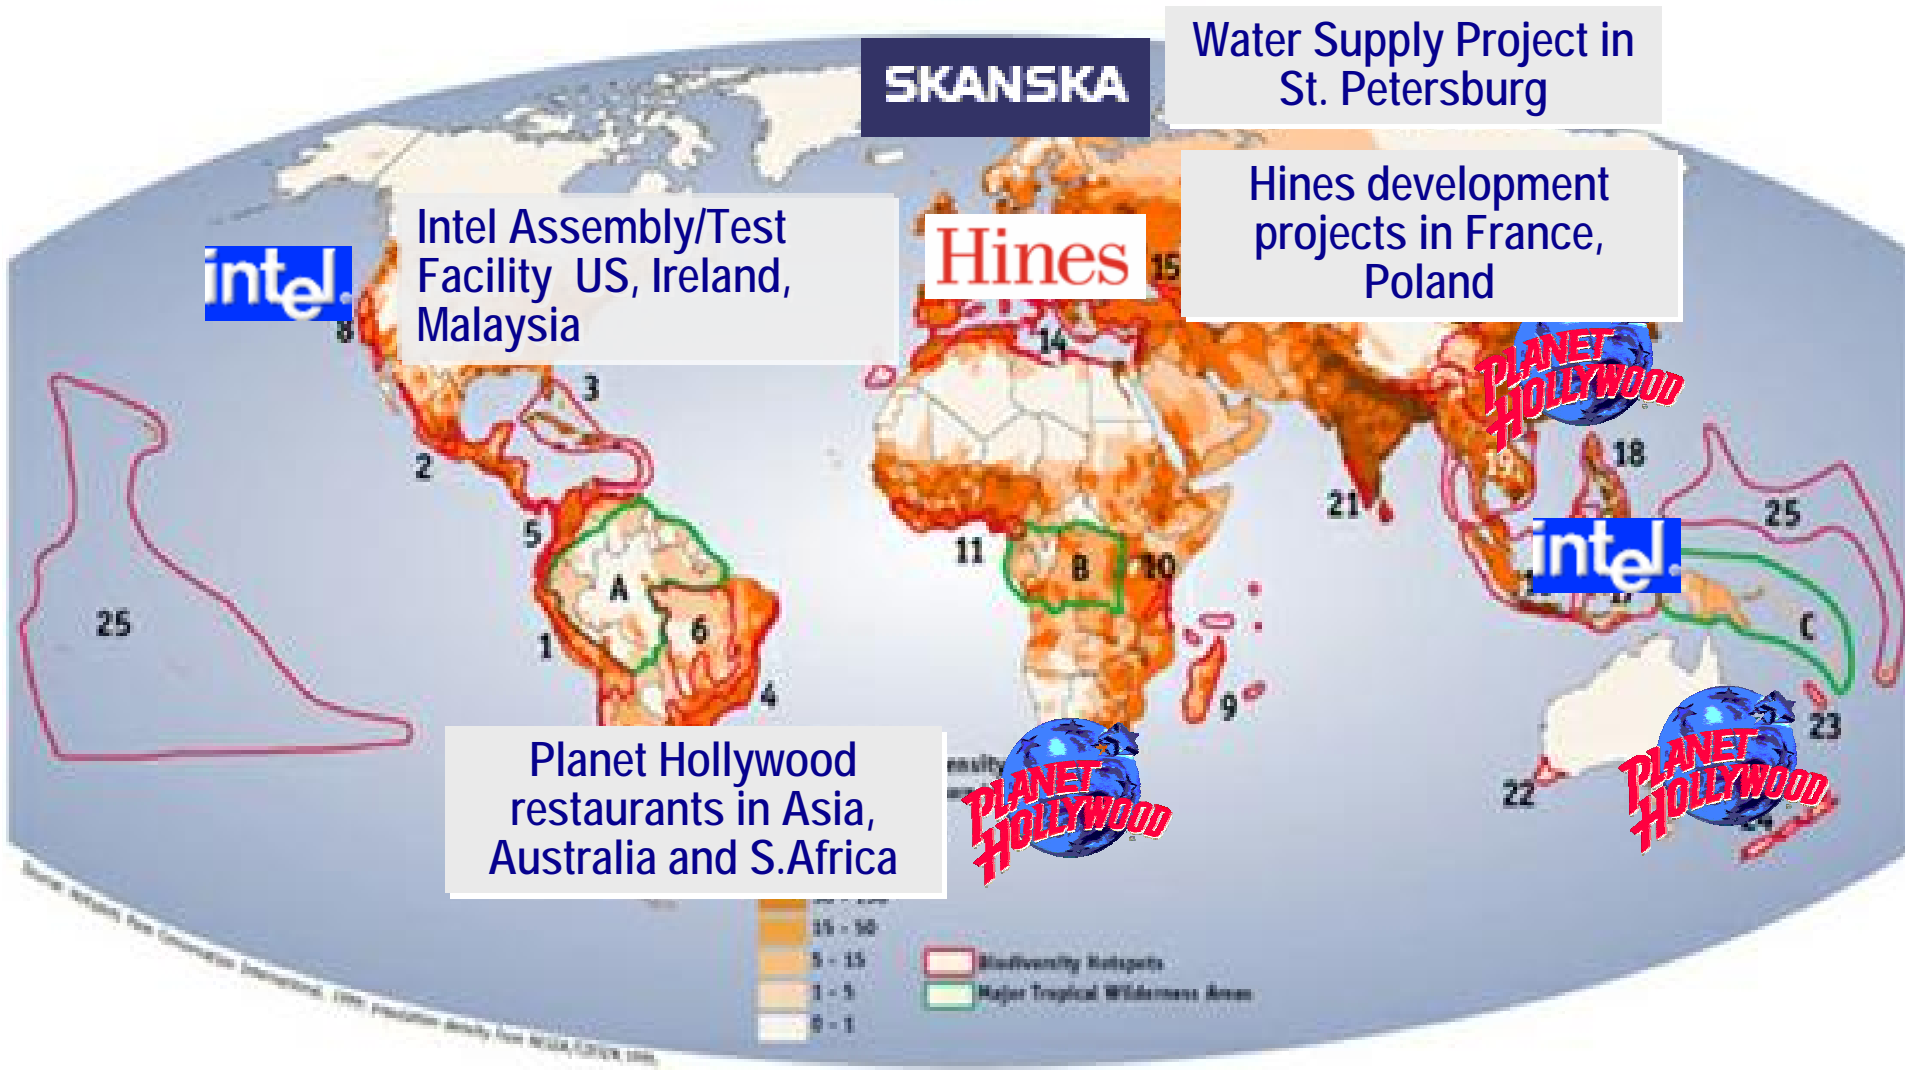 SKANSKA
Water Supply Project in
St. Petersburg
Hines development
projects in France,
Poland
Intel Assembly/Test
Facility US, Ireland,
Malaysia
intel.
Hines
15
8
14
PLANET
HOLLYWOOD
3
2
18
19
21
25
5
11
B
10
intel.
A
6
C
25
1
4
9
23
Planet Hollywood
restaurants in Asia,
Australia and S.Africa
PLANET
HOLLYWOOD
PLANET
HOLLYWOOD
22
24
15 - 50
5 - 15
1 - 5
0 - 1
Biodiversity Hotspots
Major Tropical Wilderness Areas